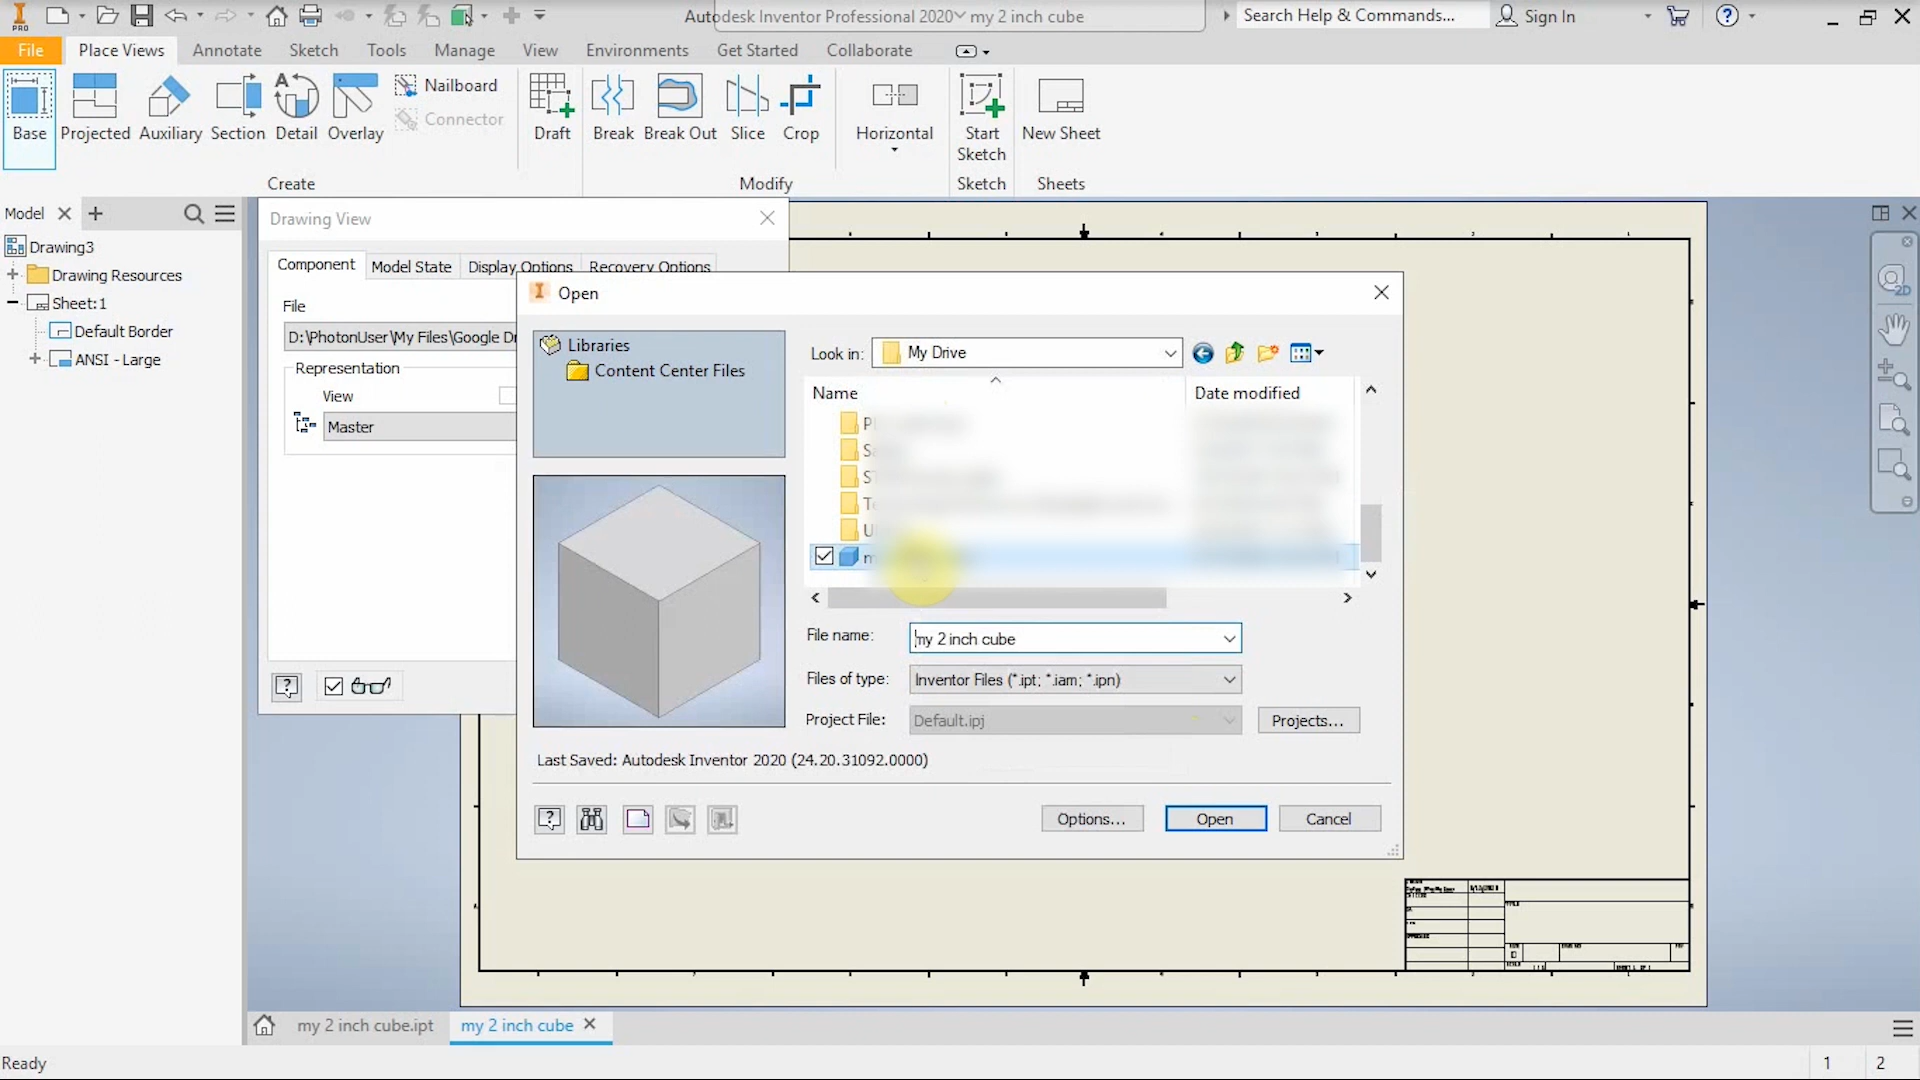 PRO
Autodesk Inventor Professional 2020 my 2 inch cube
Search Help & Commands...
Sign In
File Place Views Annotate Sketch Tools Manage View Environments Get Started Collaborate
Base
Projected
Auxiliary
Section
Detail
Overlay
Nailboard
Connector
Draft
Break
Break Out
Slice
Crop
Horizontal
Start Sketch
New Sheet
Create
Modify
Sketch
Sheets
Model
Drawing3
Drawing Resources
Sheet:1
Default Border
ANSI - Large
Drawing View
Component Model State Display Options Recovery Options
File
D:\PhotonUser\My Files\Google Dr
Representation
View
Master
Open
Libraries
Content Center Files
Look in: My Drive
Name Date modified
File name: my 2 inch cube
Files of type: Inventor Files (*.ipt; *.iam; *.ipn)
Project File: Default.ipj Projects...
Last Saved: Autodesk Inventor 2020 (24.20.31092.0000)
Options... Open Cancel
my 2 inch cube.ipt my 2 inch cube
Ready 1 2